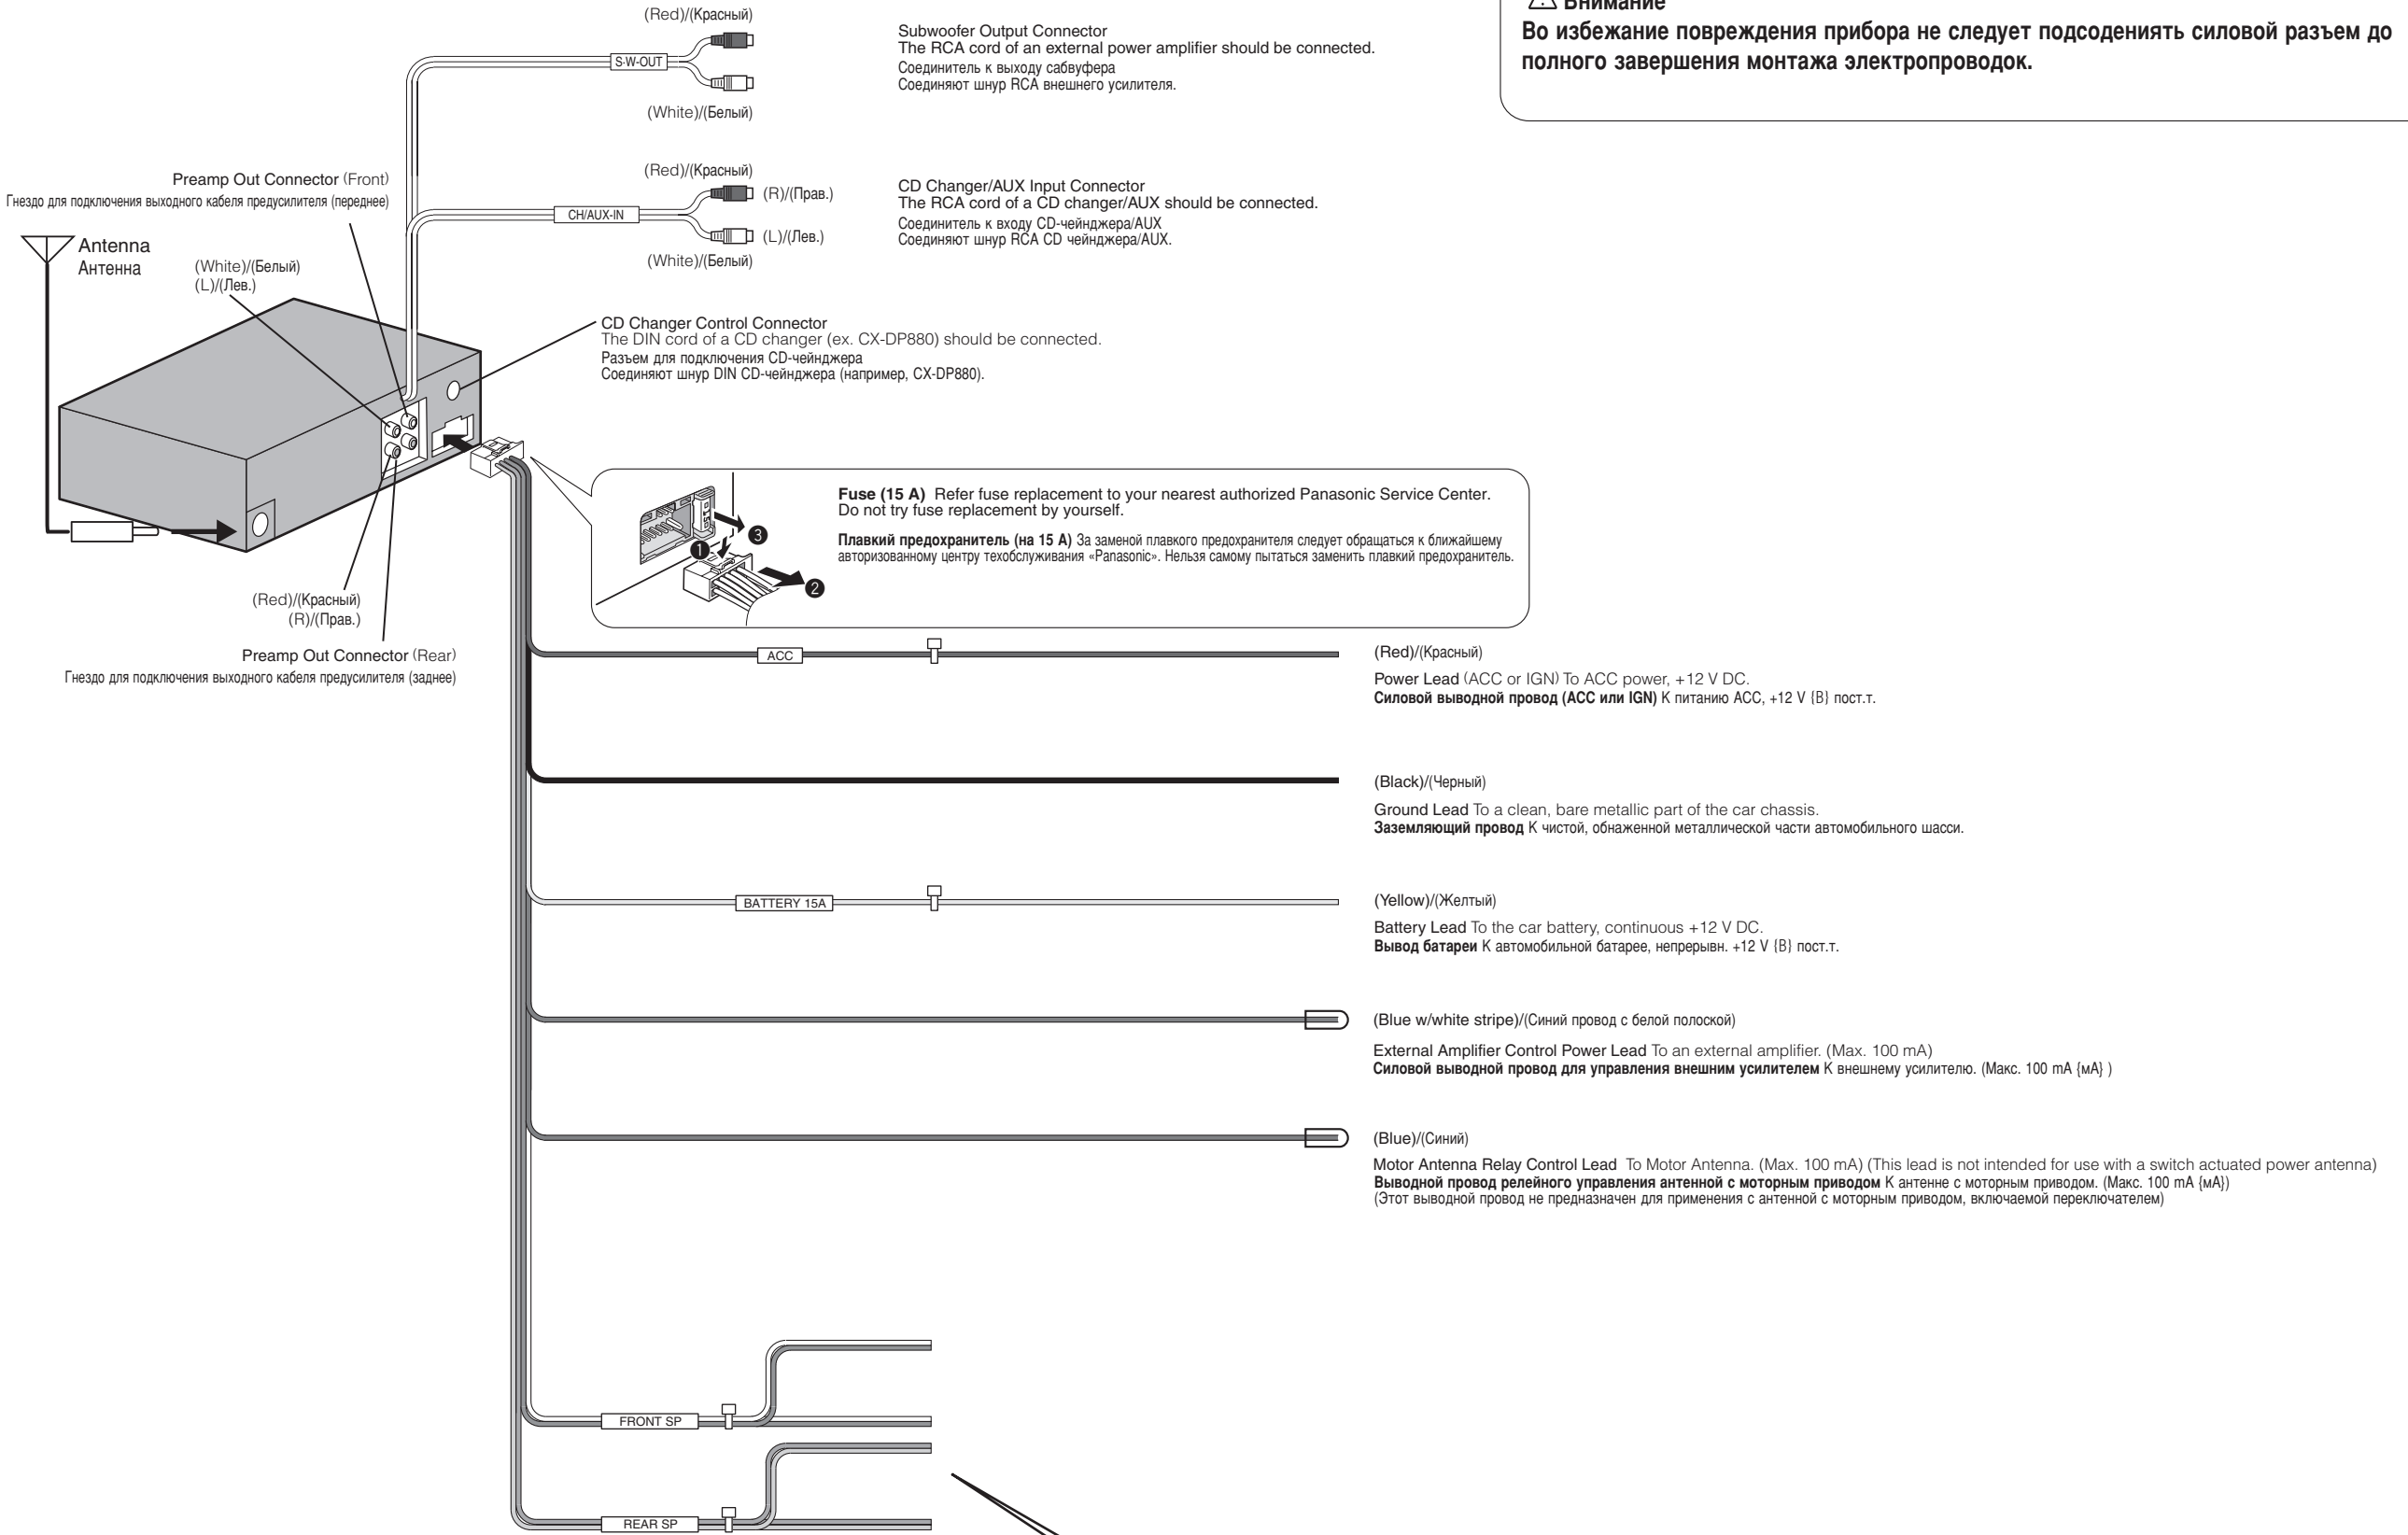 (Red)/(Красный)
S·W-OUT
(White)/(Белый)
Subwoofer Output Connector
The RCA cord of an external power amplifier should be connected.
Соединитель к выходу сабвуфера
Соединяют шнур RCA внешнего усилителя.
Внимание
Во избежание повреждения прибора не следует подсодениять силовой разъем до
полного завершения монтажа электропроводок.
Preamp Out Connector (Front)
Гнездо для подключения выходного кабеля предусилителя (переднее)
(Red)/(Красный)
(R)/(Прав.)
CH/AUX-IN
(L)/(Лев.)
(White)/(Белый)
CD Changer/AUX Input Connector
The RCA cord of a CD changer/AUX should be connected.
Соединитель к входу CD-чейнджера/AUX
Соединяют шнур RCA CD чейнджера/AUX.
Antenna
Антенна
(White)/(Белый)
(L)/(Лев.)
CD Changer Control Connector
The DIN cord of a CD changer (ex. CX-DP880) should be connected.
Разъем для подключения CD-чейнджера
Соединяют шнур DIN CD-чейнджера (например, CX-DP880).
Fuse (15 A) Refer fuse replacement to your nearest authorized Panasonic Service Center.
Do not try fuse replacement by yourself.
Плавкий предохранитель (на 15 А) За заменой плавкого предохранителя следует обращаться к ближайшему
авторизованному центру техобслуживания «Panasonic». Нельзя самому пытаться заменить плавкий предохранитель.
15T
1
3
2
(Red)/(Красный)
(R)/(Прав.)
Preamp Out Connector (Rear)
Гнездо для подключения выходного кабеля предусилителя (заднее)
ACC
(Red)/(Красный)
Power Lead (ACC or IGN) To ACC power, +12 V DC.
Силовой выводной провод (ACC или IGN) К питанию ACC, +12 V {В} пост.т.
(Black)/(Черный)
Ground Lead To a clean, bare metallic part of the car chassis.
Заземляющий провод К чистой, обнаженной металлической части автомобильного шасси.
BATTERY 15A
(Yellow)/(Желтый)
Battery Lead To the car battery, continuous +12 V DC.
Вывод батареи К автомобильной батарее, непрерывн. +12 V {В} пост.т.
(Blue w/white stripe)/(Синий провод с белой полоской)
External Amplifier Control Power Lead To an external amplifier. (Max. 100 mA)
Силовой выводной провод для управления внешним усилителем К внешнему усилителю. (Макс. 100 mA {мА} )
(Blue)/(Синий)
Motor Antenna Relay Control Lead To Motor Antenna. (Max. 100 mA) (This lead is not intended for use with a switch actuated power antenna)
Выводной провод релейного управления антенной с моторным приводом К антенне с моторным приводом. (Макс. 100 mA {мА})
(Этот выводной провод не предназначен для применения с антенной с моторным приводом, включаемой переключателем)
FRONT SP
REAR SP